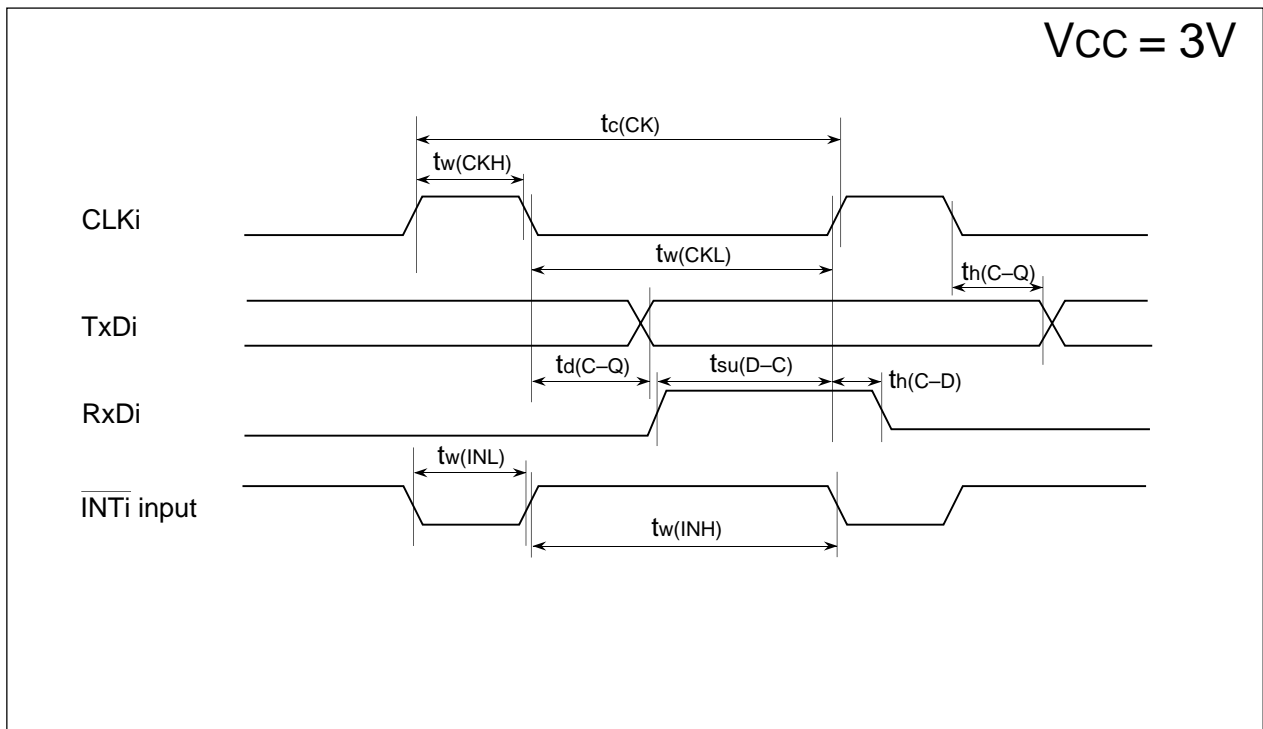 VCC = 3V
tc(CK)
tw(CKH)
CLKi
tw(CKL)
th(C–Q)
TxDi
td(C–Q)
tsu(D–C)
th(C–D)
RxDi
tw(INL)
INTi input
tw(INH)